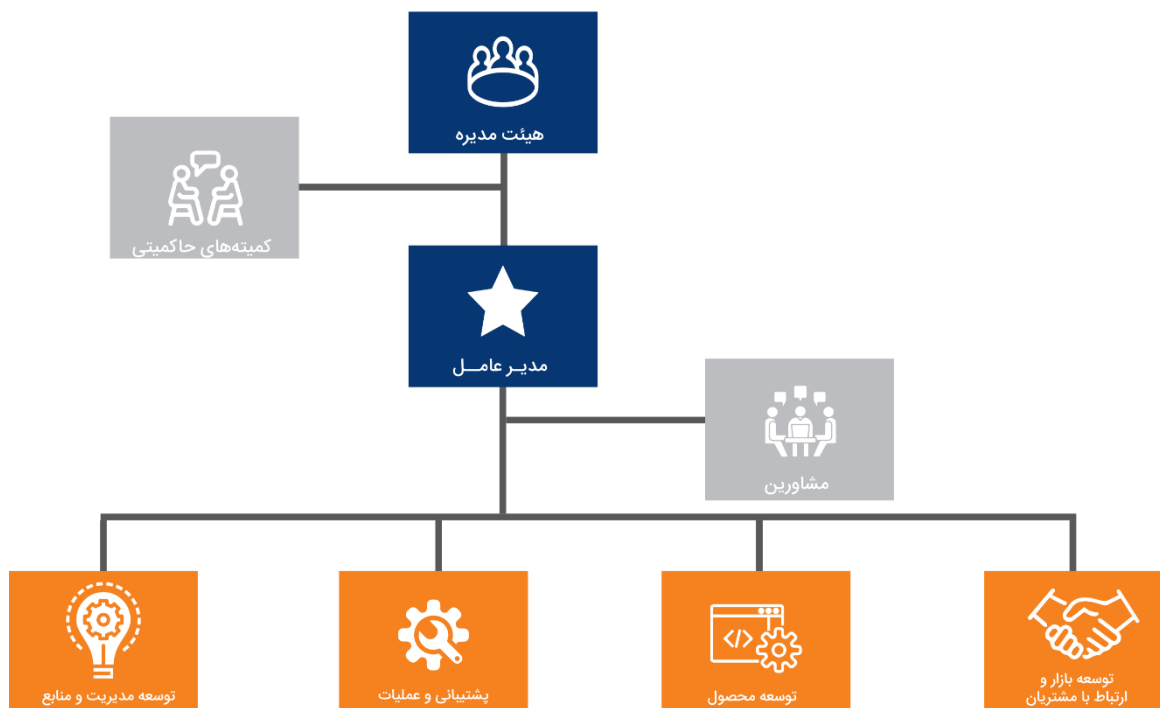 هیئت مدیره
کمیته‌های حاکمیتی
مدیـر عامــل
مشاورین
توسعه بازار و
ارتباط با مشتریان
توسعه محصول
پشتیبانی و عملیات
توسعه مدیریت و منابع